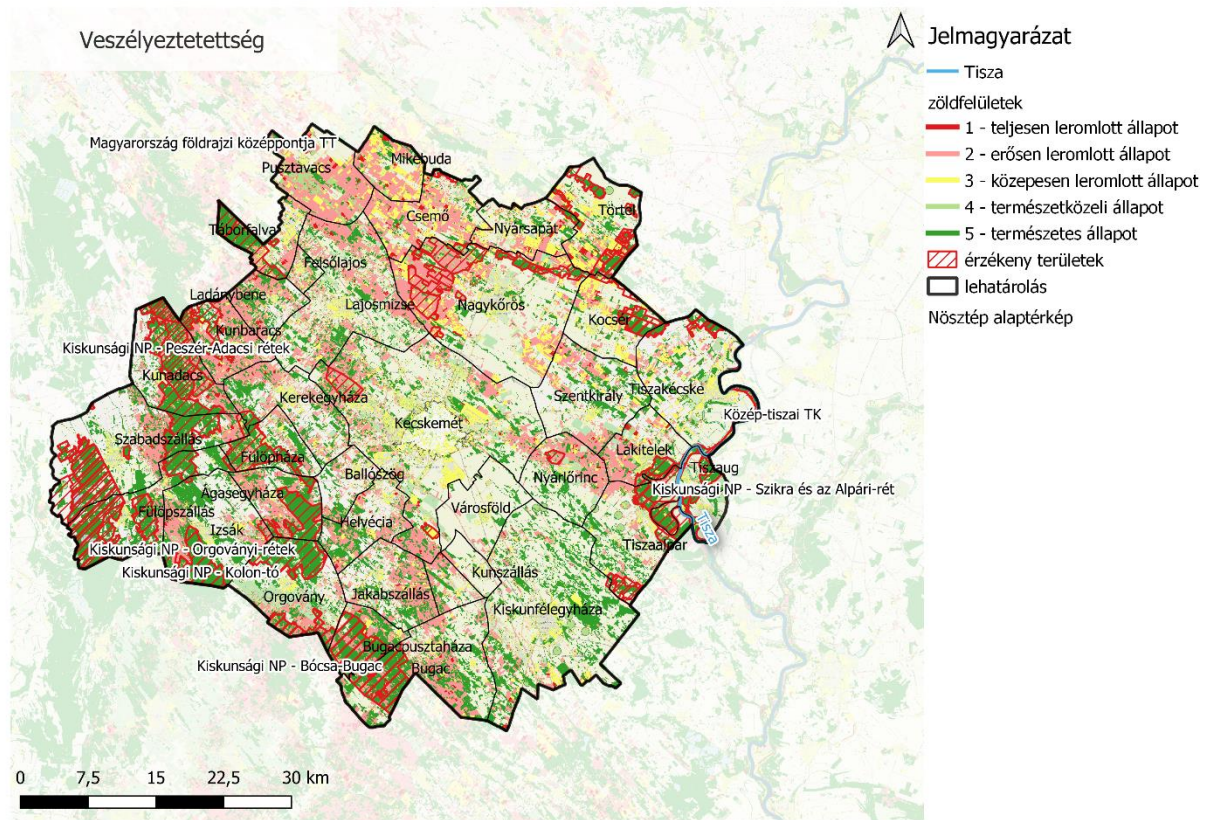 Veszélyeztetettség
Jelmagyarázat
Tisza
zöldfelületek
1 - teljesen leromlott állapot
2 - erősen leromlott állapot
3 - közepesen leromlott állapot
4 - természetközeli állapot
5 - természetes állapot
érzékeny területek
lehatárolás
Nösztép alaptérkép
Magyarország földrajzi középpontja TT
Mikebuda
Pusztavacs
Csemő
Törtel
Nyársapát
Táborfalva
Felsőlajos
Ladánybene
Lajosmizse
Nagykőrös
Kocsér
Kunbaracs
Kiskunsági NP - Peszér-Adacsi rétek
Kunadacs
Kerekegyháza
Szentkirály
Tiszakécske
Közép-tiszai TK
Kecskemét
Szabadszállás
Fülöpháza
Ballószög
Nyárlőrinc
Lakitelek
Tiszaug
Kiskunsági NP - Szikra és az Alpári-rét
Ágasegyháza
Fülöpszállás
Izsák
Helvécia
Városföld
Tisza
Tiszaalpár
Kiskunsági NP - Orgoványi-rétek
Kiskunsági NP - Kolon-tó
Kunszállás
Orgovány
Jakabszállás
Kiskunfélegyháza
Bugacpusztaháza
Kiskunsági NP - Bócsa-Bugac
Bugac
0 7,5 15 22,5 30 km